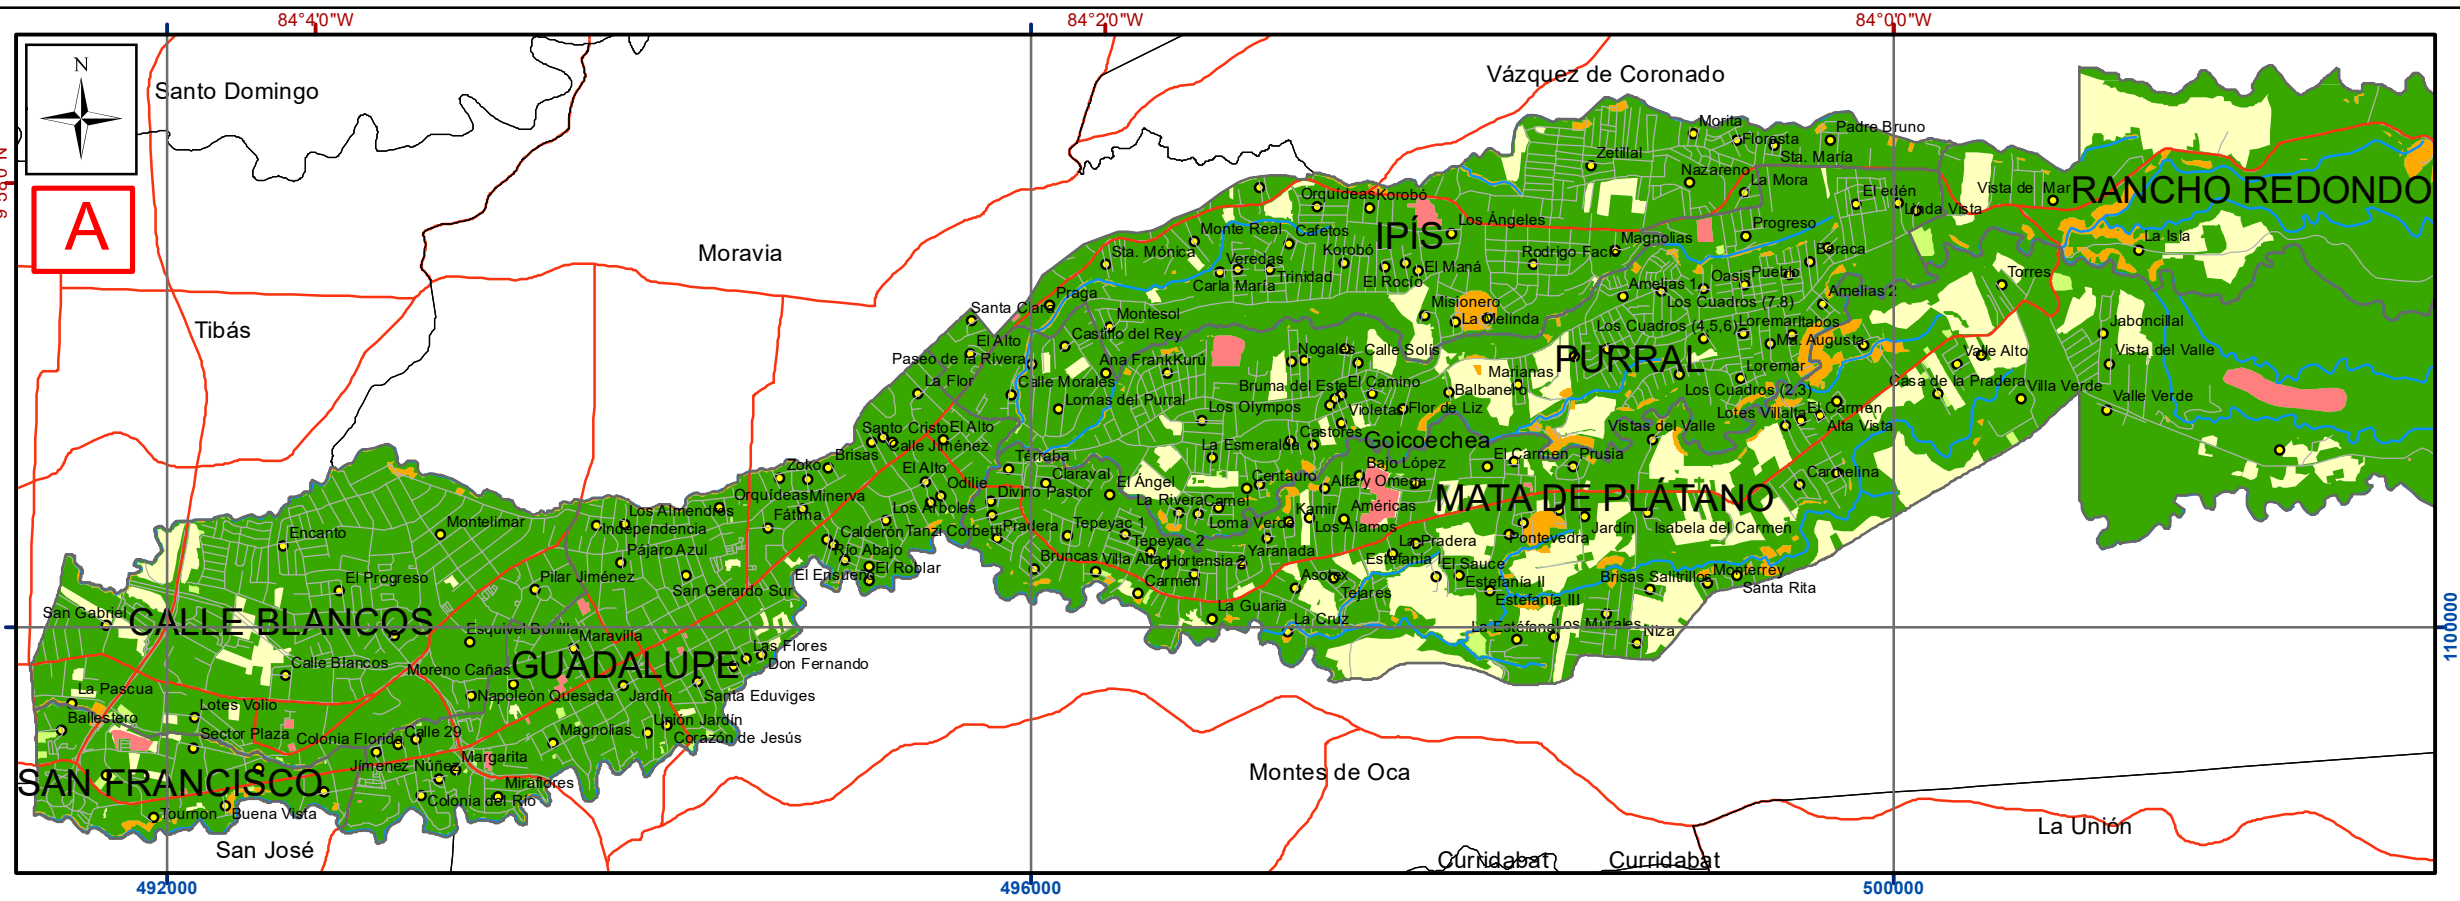 84°4'0"W
84°2'0"W
84°0'0"W
N
A
Santo Domingo
Vázquez de Coronado
Moravia
Tibás
Morita
Floresta
Padre Bruno
Sta. María
Zetillal
Nazareno
La Mora
El edén
Linda Vista
Vista de Mar
RANCHO REDONDO
Orquídeas
Korobó
IPÍS
Los Ángeles
Monte Real
Cafetos
Korobó
Sta. Mónica
Veredas
Trinidad
Carla María
El Rocío
El Maná
Rodrigo Facio
Magnolias
Progreso
Beraca
La Isla
Torres
Oasis
Pueblo
Amelias 1
Amelias 2
Los Cuadros (7,8)
Santa Clara
Praga
Montesol
Castillo del Rey
Misionero
La Melinda
Los Cuadros (4,5,6)
Loremar
Itabos
Ma. Augusta
Jaboncillal
Vista del Valle
Valle Alto
El Alto
Paseo de la Rivera
La Flor
Ana Frank
Kurú
Nogales
Calle Solís
PURRAL
Loremar
Casa de la Pradera
Villa Verde
Valle Verde
Calle Morales
Lomas del Purral
Bruma del Este
El Camino
Marianas
Balbanero
Los Cuadros (2,3)
Los Olympos
Violetas
Flor de Liz
Lotes Villalta
El Carmen
Alta Vista
Vistas del Valle
Santo Cristo
El Alto
Calle Jiménez
La Esmeralda
Castores
Goicoechea
Brisas
Zoko
Térraba
El Alto
Claraval
Odilie
Divino Pastor
El Ángel
Centauro
Bajo López
Alfa y Omega
El Carmen
Prusia
Carmelina
MATA DE PLÁTANO
Orquídeas
Minerva
Los Almendros
Fátima
Los Arboles
La Rivera
Camel
Loma Verde
Kamir
Américas
Los Alamos
Montelimar
Independencia
Calderón
Tanzi Corbetti
Pradera
Tepeyac 1
Tepeyac 2
Jardín
Isabela del Carmen
Pontevedra
Encanto
Pájaro Azul
Río Abajo
El Ensueño
El Roblar
Bruncas
Villa Alta
Hortensia 2
Yaranada
La Pradera
Estefanía I
El Sauce
Estefanía II
Estefanía III
Brisas
Salitrillos
Monterrey
Santa Rita
El Progreso
Pilar Jiménez
San Gerardo Sur
Carmen
Asotex
Tejares
San Gabriel
CALLE BLANCOS
La Guaria
La Cruz
Los Murales
Niza
Esquivel Bonilla
Maravilla
Las Flores
Don Fernando
Calle Blancos
Moreno Cañas
GUADALUPE
La Pascua
Napoleón Quesada
Jardín
Santa Eduviges
Ballestero
Lotes Volio
Sector Plaza
Colonia Florida
Calle 29
Magnolias
Unión Jardín
Corazón de Jesús
SAN FRANCISCO
Jímenez Núñez
Margarita
Miraflores
Colonia del Río
Tournon
Buena Vista
San José
Montes de Oca
Curridabat
Curridabat
La Unión
1100000
492000
496000
500000